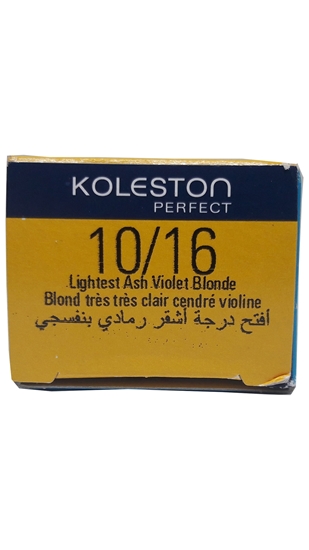 KOLESTON
PERFECT
10/16
Lightest Ash Violet Blonde
Blond très très clair cendré violine
أفتح درجة أشقر رمادي بنفسجي